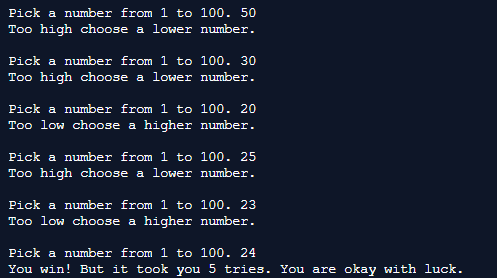 Pick a number from 1 to 100. 50
Too high choose a lower number.
Pick a number from 1 to 100. 30
Too high choose a lower number.
Pick a number from 1 to 100. 20
Too low choose a higher number.
Pick a number from 1 to 100. 25
Too high choose a lower number.
Pick a number from 1 to 100. 23
Too low choose a higher number.
Pick a number from 1 to 100. 24
You win! But it took you 5 tries. You are okay with luck.